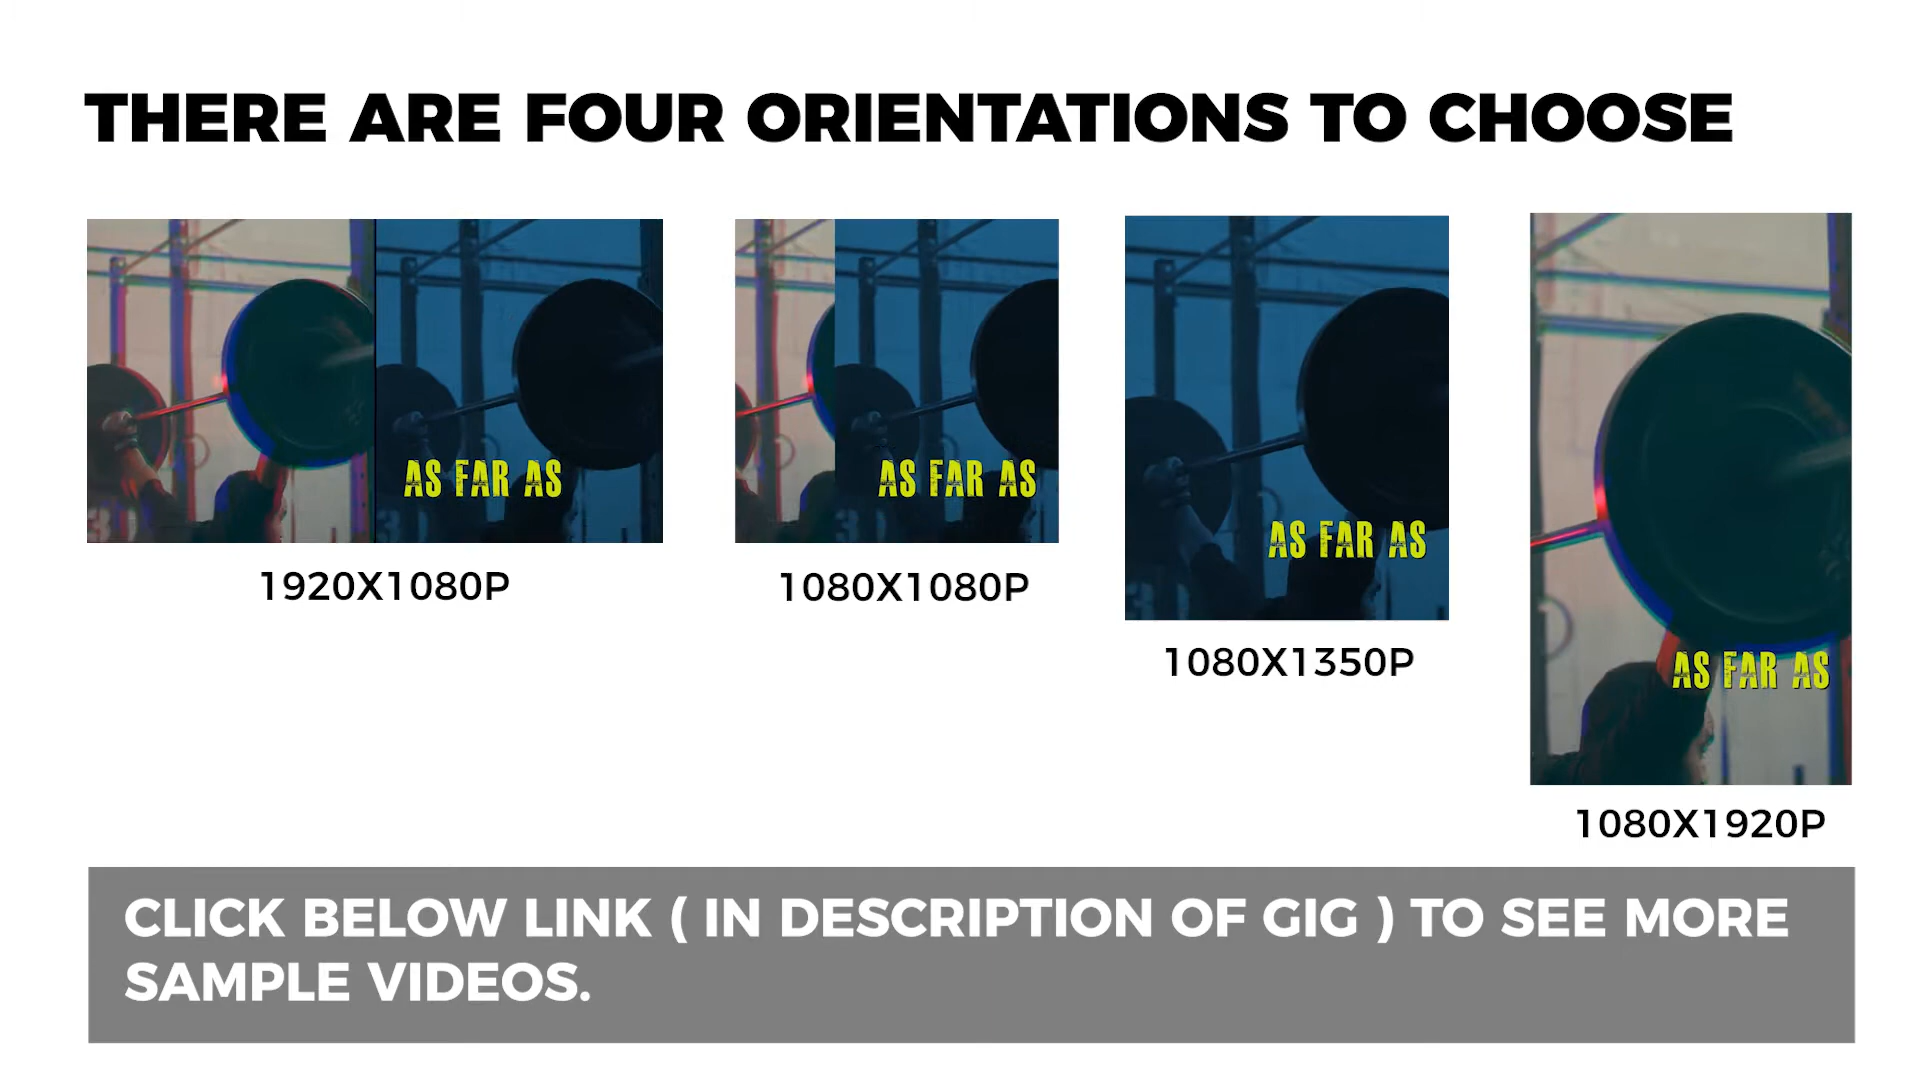 THERE ARE FOUR ORIENTATIONS TO CHOOSE
AS FAR AS
AS FAR AS
AS FAR AS
AS FAR AS
1920X1080P
1080X1080P
1080X1350P
1080X1920P
CLICK BELOW LINK ( IN DESCRIPTION OF GIG ) TO SEE MORE
SAMPLE VIDEOS.